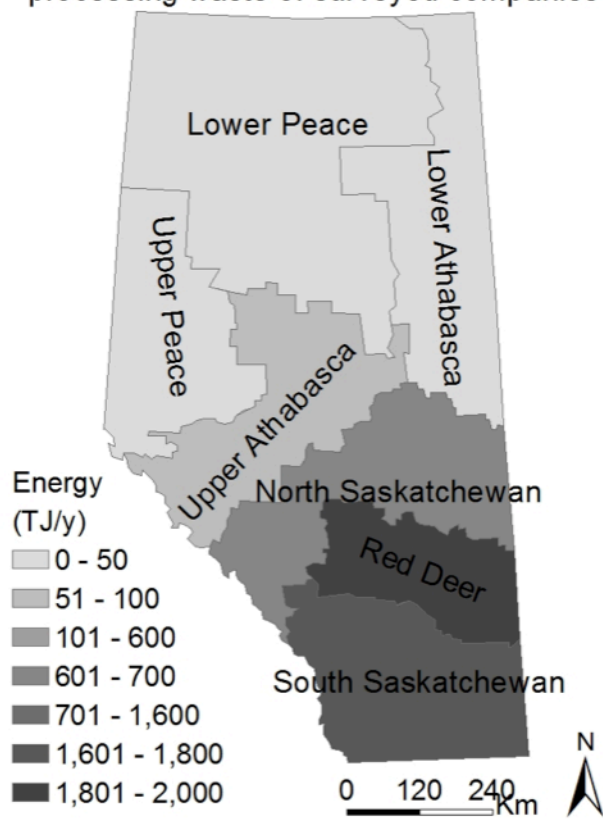 processing waste of surveyed companies
Lower Peace
Lower Athabasca
Upper Peace
Upper Athabasca
North Saskatchewan
Red Deer
South Saskatchewan
Energy
(TJ/y)
0 - 50
51 - 100
101 - 600
601 - 700
701 - 1,600
1,601 - 1,800
1,801 - 2,000
N
0 120 240
Km